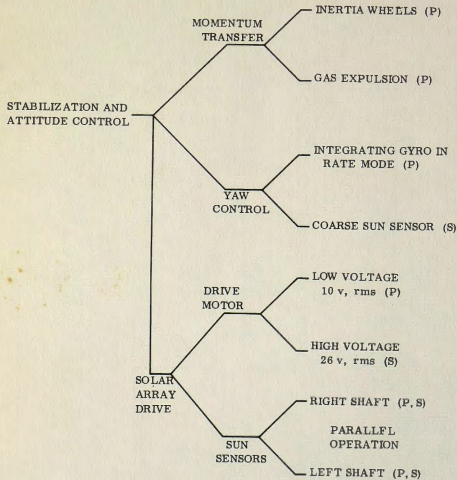 INERTIA WHEELS (P)
MOMENTUM
TRANSFER
GAS EXPULSION (P)
STABILIZATION AND
ATTITUDE CONTROL
INTEGRATING GYRO IN
RATE MODE (P)
YAW
CONTROL
COARSE SUN SENSOR (S)
LOW VOLTAGE
10 v, rms (P)
DRIVE
MOTOR
HIGH VOLTAGE
26 v, rms (S)
SOLAR
ARRAY
DRIVE
RIGHT SHAFT (P, S)
PARALLFL
OPERATION
SUN
SENSORS
LEFT SHAFT (P, S)